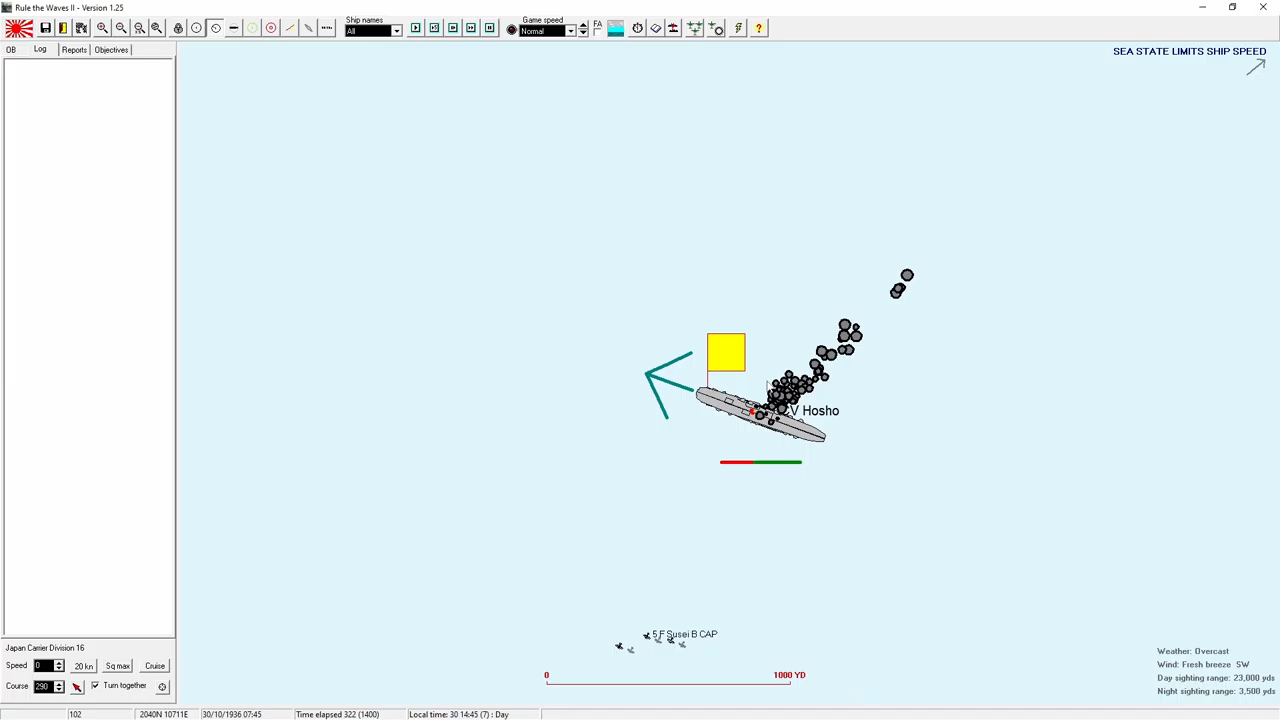 Rule the Waves II - Version 1.25
Ship names
All
Game speed
Normal
FA
OB
Log
Reports
Objectives
SEA STATE LIMITS SHIP SPEED
V Hosho
5 F Susei B CAP
0
1000 YD
Weather: Overcast
Wind: Fresh breeze SW
Day sighting range: 23,000 yds
Night sighting range: 3,500 yds
Japan Carrier Division 16
Speed 0 20 kn Sq max Cruise
Course 290 Turn together
102 2040N 10711E 30/10/1936 07:45 Time elapsed 322 (1400) Local time: 30 14:45 (7) : Day